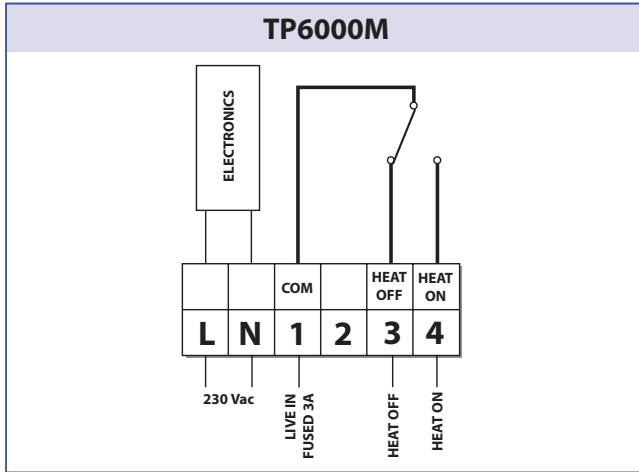 TP6000M
ELECTRONICS
COM
HEAT
OFF
HEAT
ON
L N 1 2 3 4
230 Vac
LIVE IN
FUSED 3A
HEAT OFF
HEAT ON